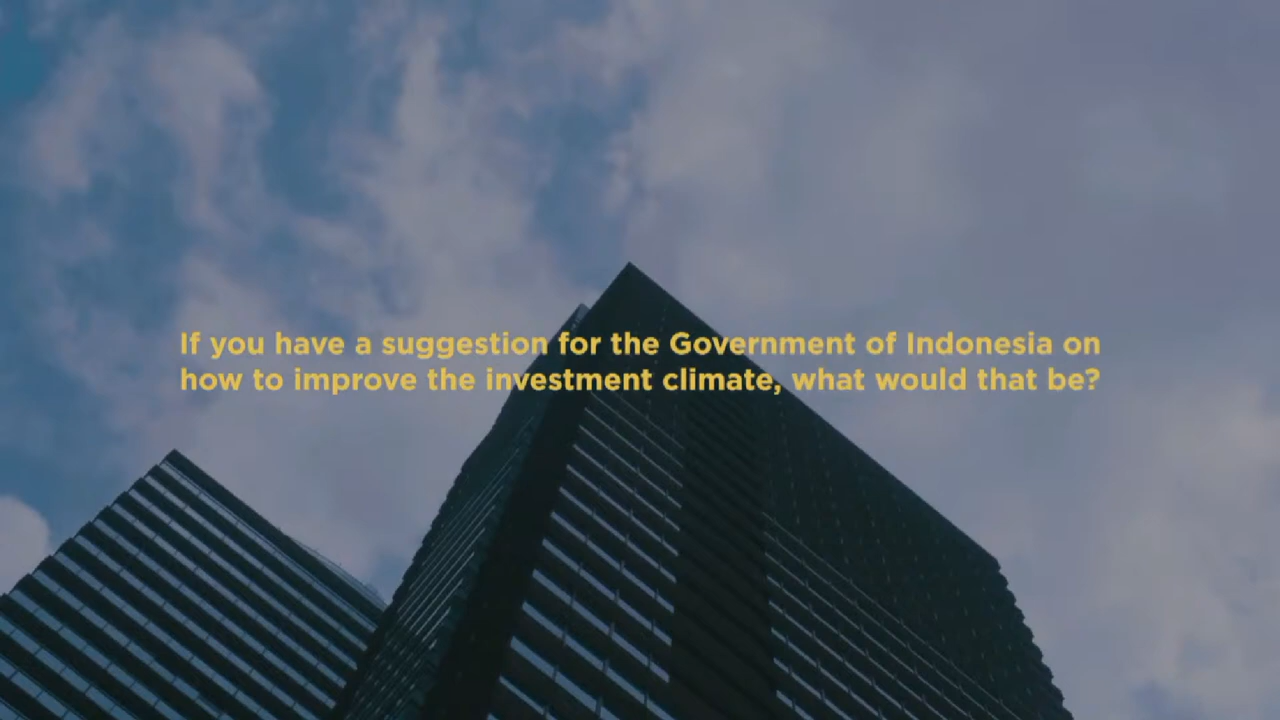 If you have a suggestion for the Government of Indonesia on
how to improve the investment climate, what would that be?